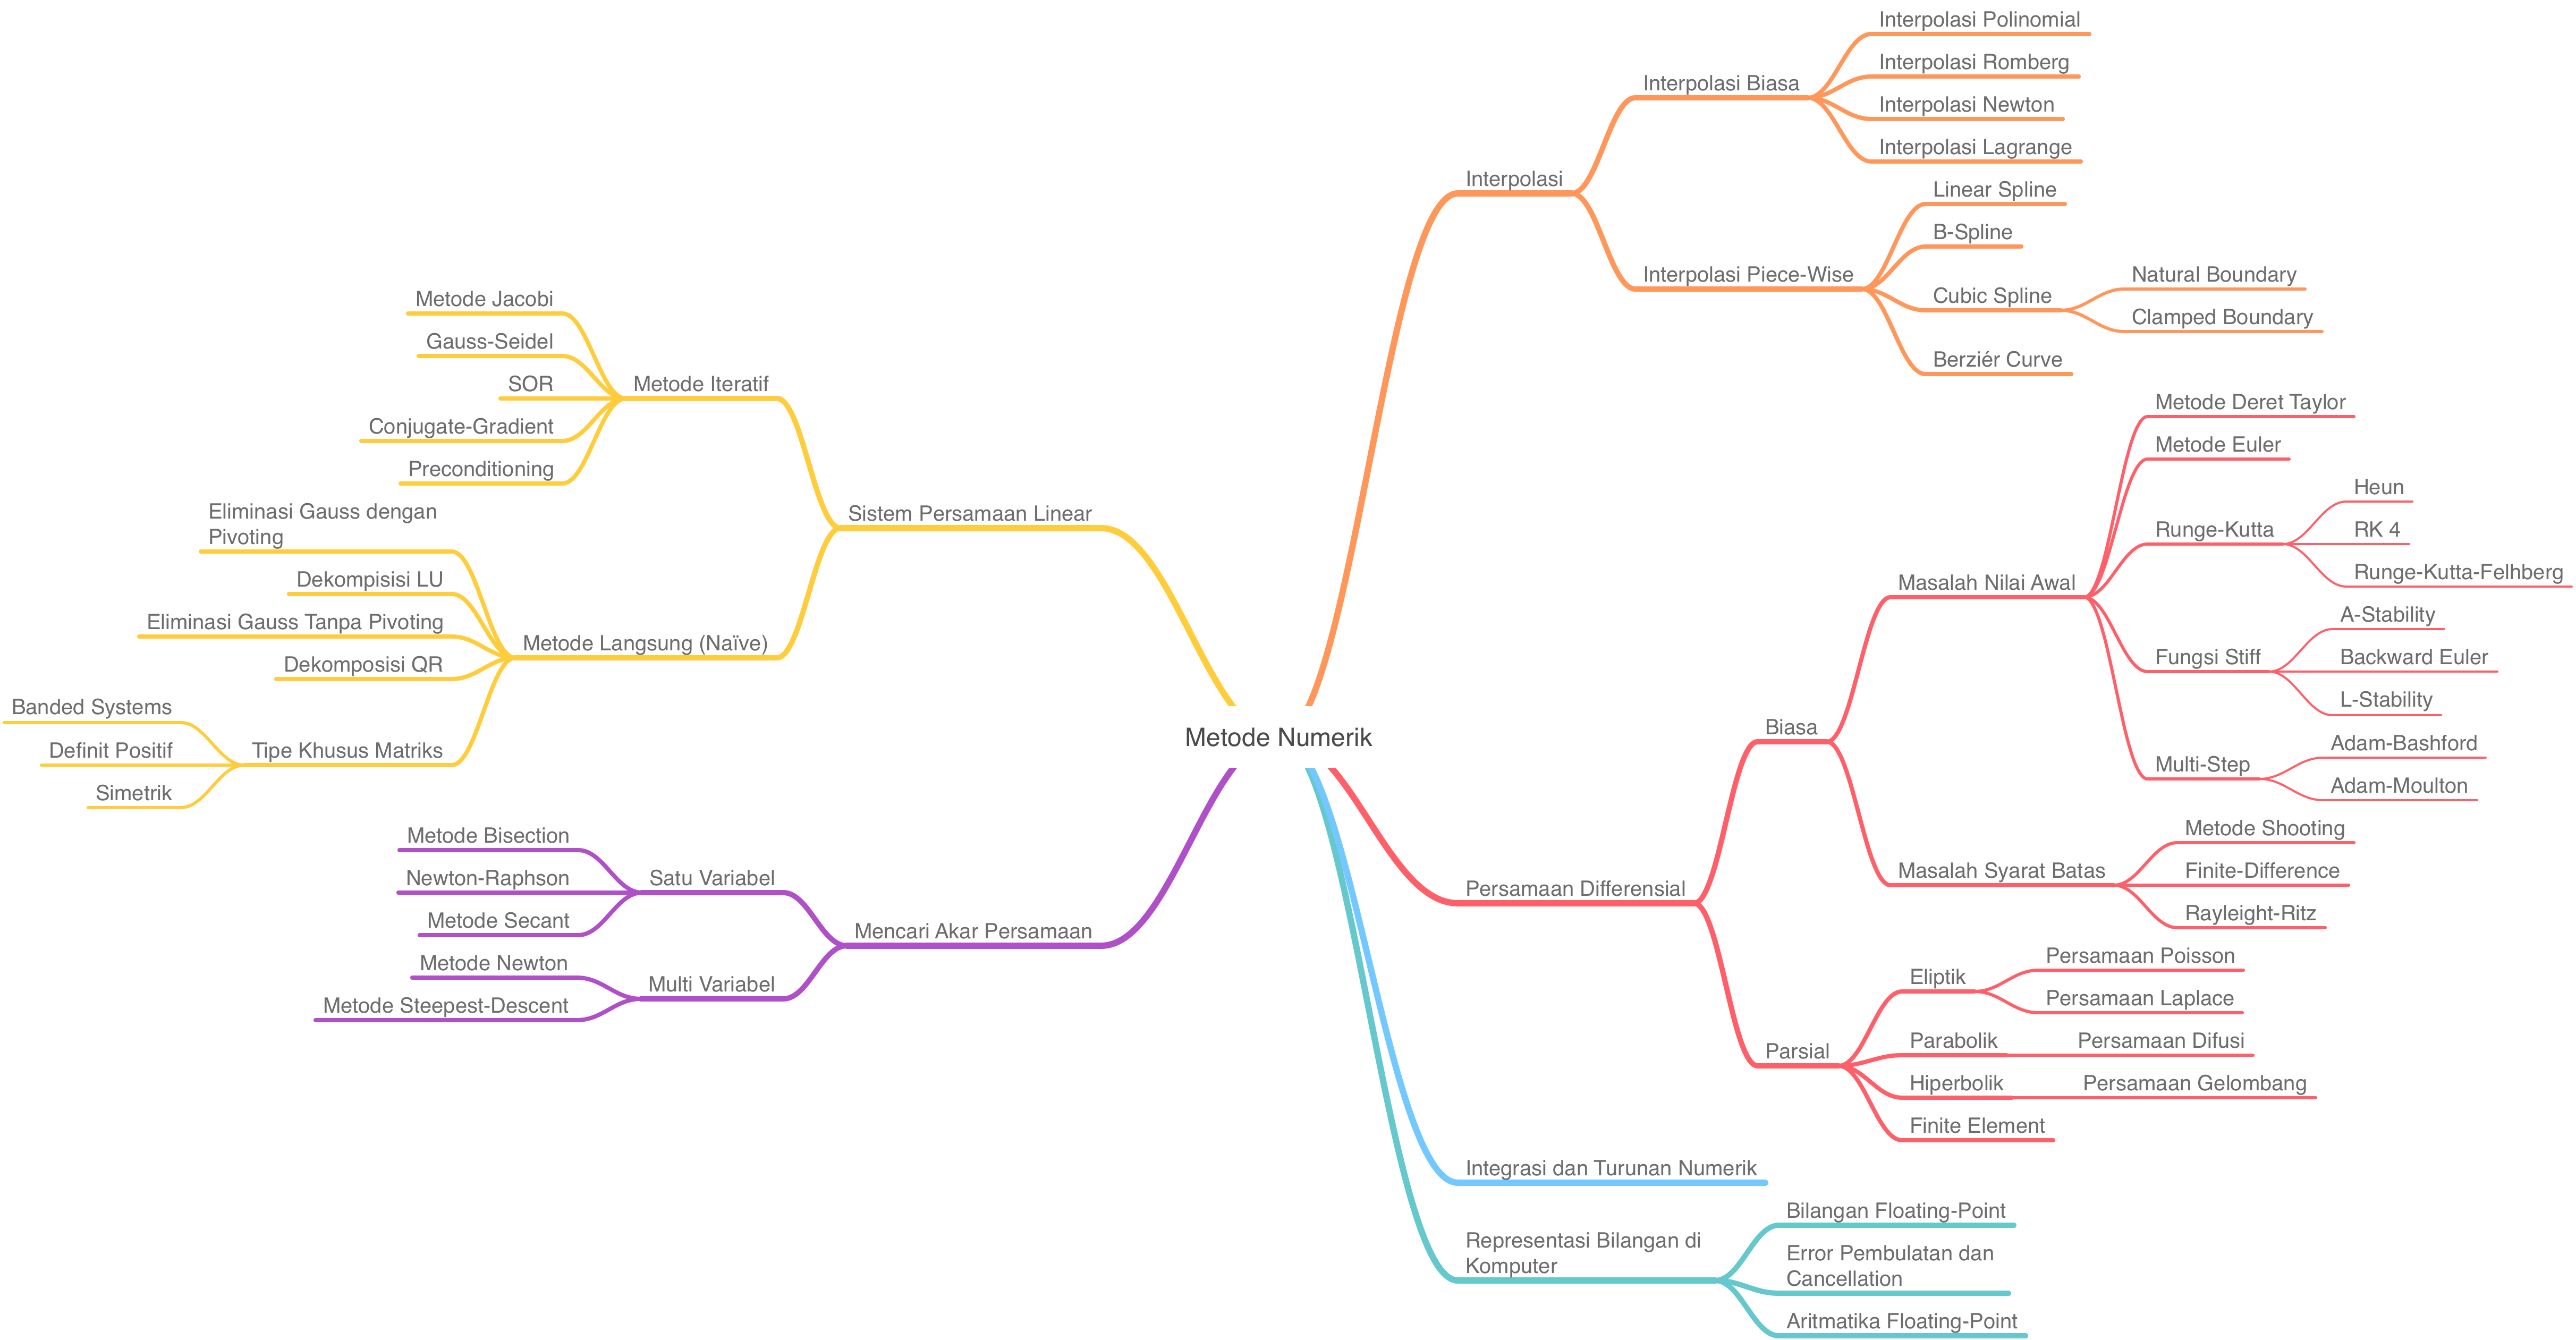 Metode Numerik
Interpolasi
Interpolasi Biasa
Interpolasi Polinomial
Interpolasi Romberg
Interpolasi Newton
Interpolasi Lagrange
Interpolasi Piece-Wise
Linear Spline
B-Spline
Cubic Spline
Natural Boundary
Clamped Boundary
Berziér Curve
Persamaan Differensial
Biasa
Masalah Nilai Awal
Metode Deret Taylor
Metode Euler
Runge-Kutta
Heun
RK 4
Runge-Kutta-Felhberg
Fungsi Stiff
A-Stability
Backward Euler
L-Stability
Multi-Step
Adam-Bashford
Adam-Moulton
Masalah Syarat Batas
Metode Shooting
Finite-Difference
Rayleight-Ritz
Parsial
Eliptik
Persamaan Poisson
Persamaan Laplace
Parabolik
Persamaan Difusi
Hiperbolik
Persamaan Gelombang
Finite Element
Integrasi dan Turunan Numerik
Representasi Bilangan di
Komputer
Bilangan Floating-Point
Error Pembulatan dan
Cancellation
Aritmatika Floating-Point
Sistem Persamaan Linear
Metode Iteratif
Metode Jacobi
Gauss-Seidel
SOR
Conjugate-Gradient
Preconditioning
Metode Langsung (Naïve)
Eliminasi Gauss dengan
Pivoting
Dekompisisi LU
Eliminasi Gauss Tanpa Pivoting
Dekomposisi QR
Tipe Khusus Matriks
Banded Systems
Definit Positif
Simetrik
Mencari Akar Persamaan
Satu Variabel
Metode Bisection
Newton-Raphson
Metode Secant
Multi Variabel
Metode Newton
Metode Steepest-Descent